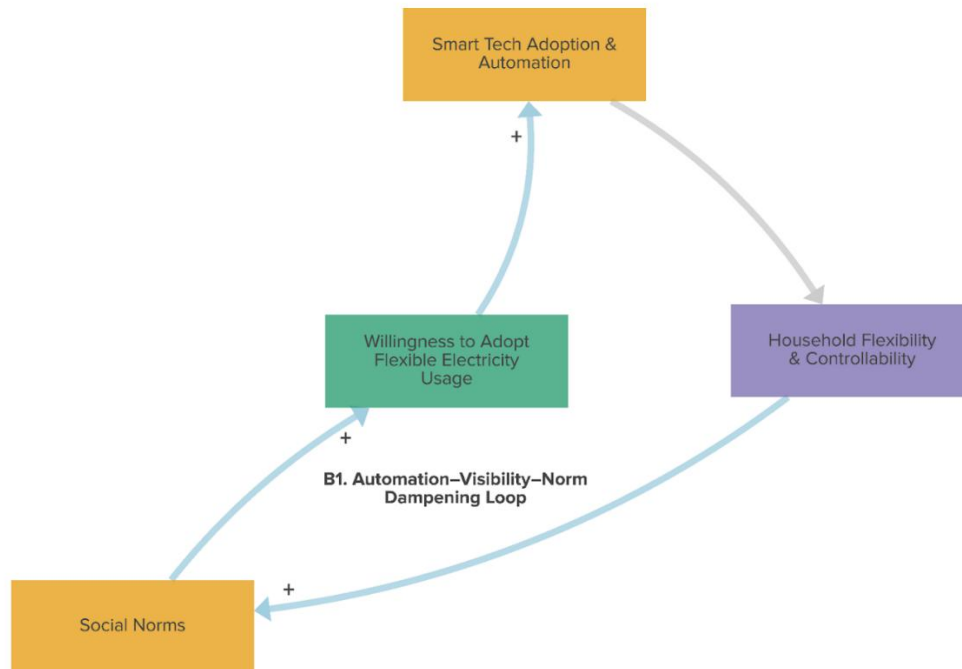 Smart Tech Adoption &
Automation
+
Willingness to Adopt
Flexible Electricity
Usage
Household Flexibility
& Controllability
+
B1. Automation–Visibility–Norm
Dampening Loop
+
Social Norms